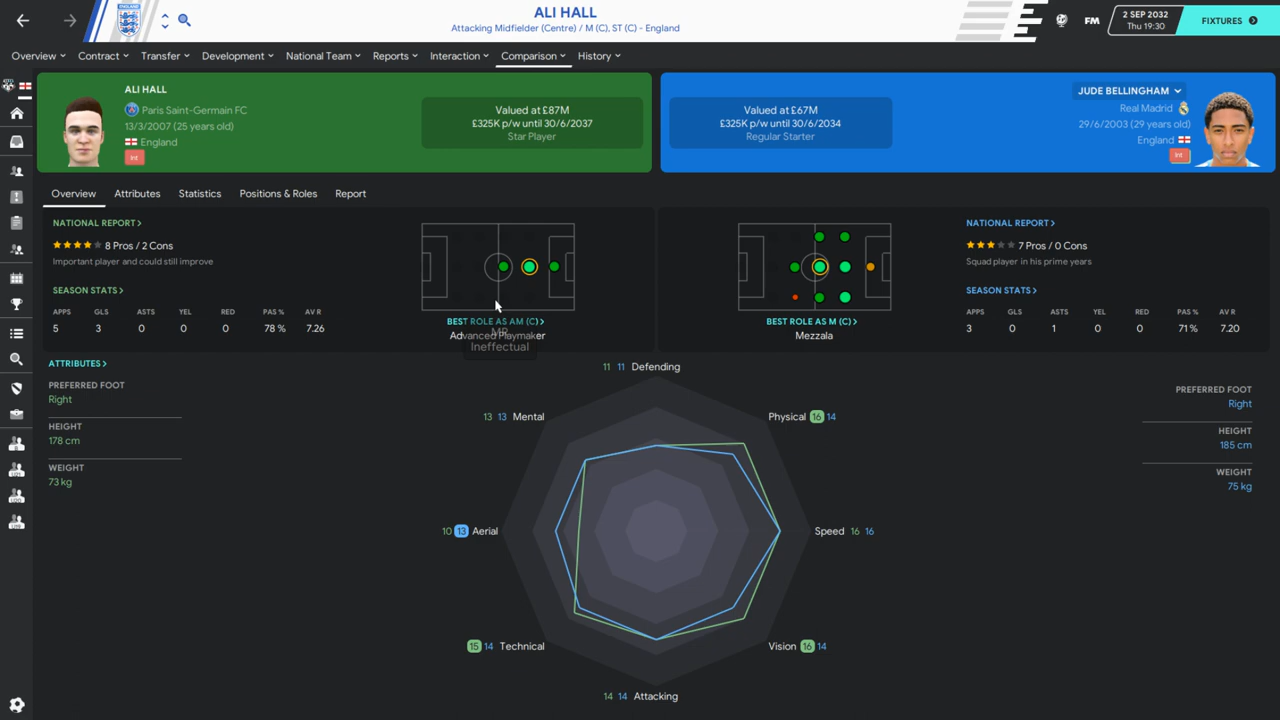 ENGLAND
ALI HALL
Attacking Midfielder (Centre) / M (C), ST (C) - England
FM
2 SEP 2032
Thu 19:30
FIXTURES
Overview Contract Transfer Development National Team Reports Interaction Comparison History
ALI HALL
Paris Saint-Germain FC
13/3/2007 (25 years old)
England
Int
Valued at £87M
£325K p/w until 30/6/2037
Star Player
Valued at £67M
£325K p/w until 30/6/2034
Regular Starter
JUDE BELLINGHAM
Real Madrid
29/6/2003 (29 years old)
England
Int
Overview Attributes Statistics Positions & Roles Report
NATIONAL REPORT >
8 Pros / 2 Cons
Important player and could still improve
SEASON STATS >
APPS GLS ASTS YEL RED PAS % AV R
5 3 0 0 0 78 % 7.26
BEST ROLE AS AM (C) >
Advanced Playmaker
MR
Ineffectual
BEST ROLE AS M (C) >
Mezzala
NATIONAL REPORT >
7 Pros / 0 Cons
Squad player in his prime years
SEASON STATS >
APPS GLS ASTS YEL RED PAS % AV R
3 0 1 0 0 71 % 7.20
ATTRIBUTES >
PREFERRED FOOT
Right
HEIGHT
178 cm
WEIGHT
73 kg
11 11 Defending
13 13 Mental
Physical 16 14
10 13 Aerial
Speed 16 16
15 14 Technical
Vision 16 14
14 14 Attacking
PREFERRED FOOT
Right
HEIGHT
185 cm
WEIGHT
75 kg